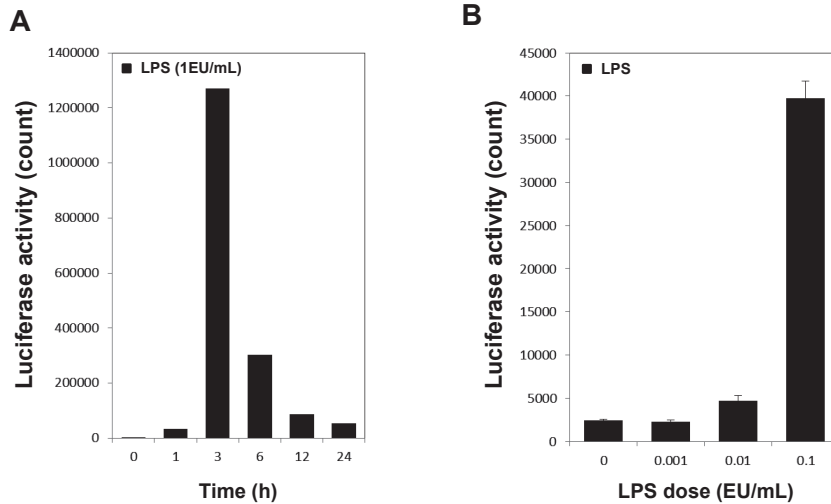 A
Luciferase activity (count)
1400000
1200000
1000000
800000
600000
400000
200000
0
LPS (1EU/mL)
0 1 3 6 12 24
Time (h)
B
Luciferase activity (count)
45000
40000
35000
30000
25000
20000
15000
10000
5000
0
LPS
0 0.001 0.01 0.1
LPS dose (EU/mL)